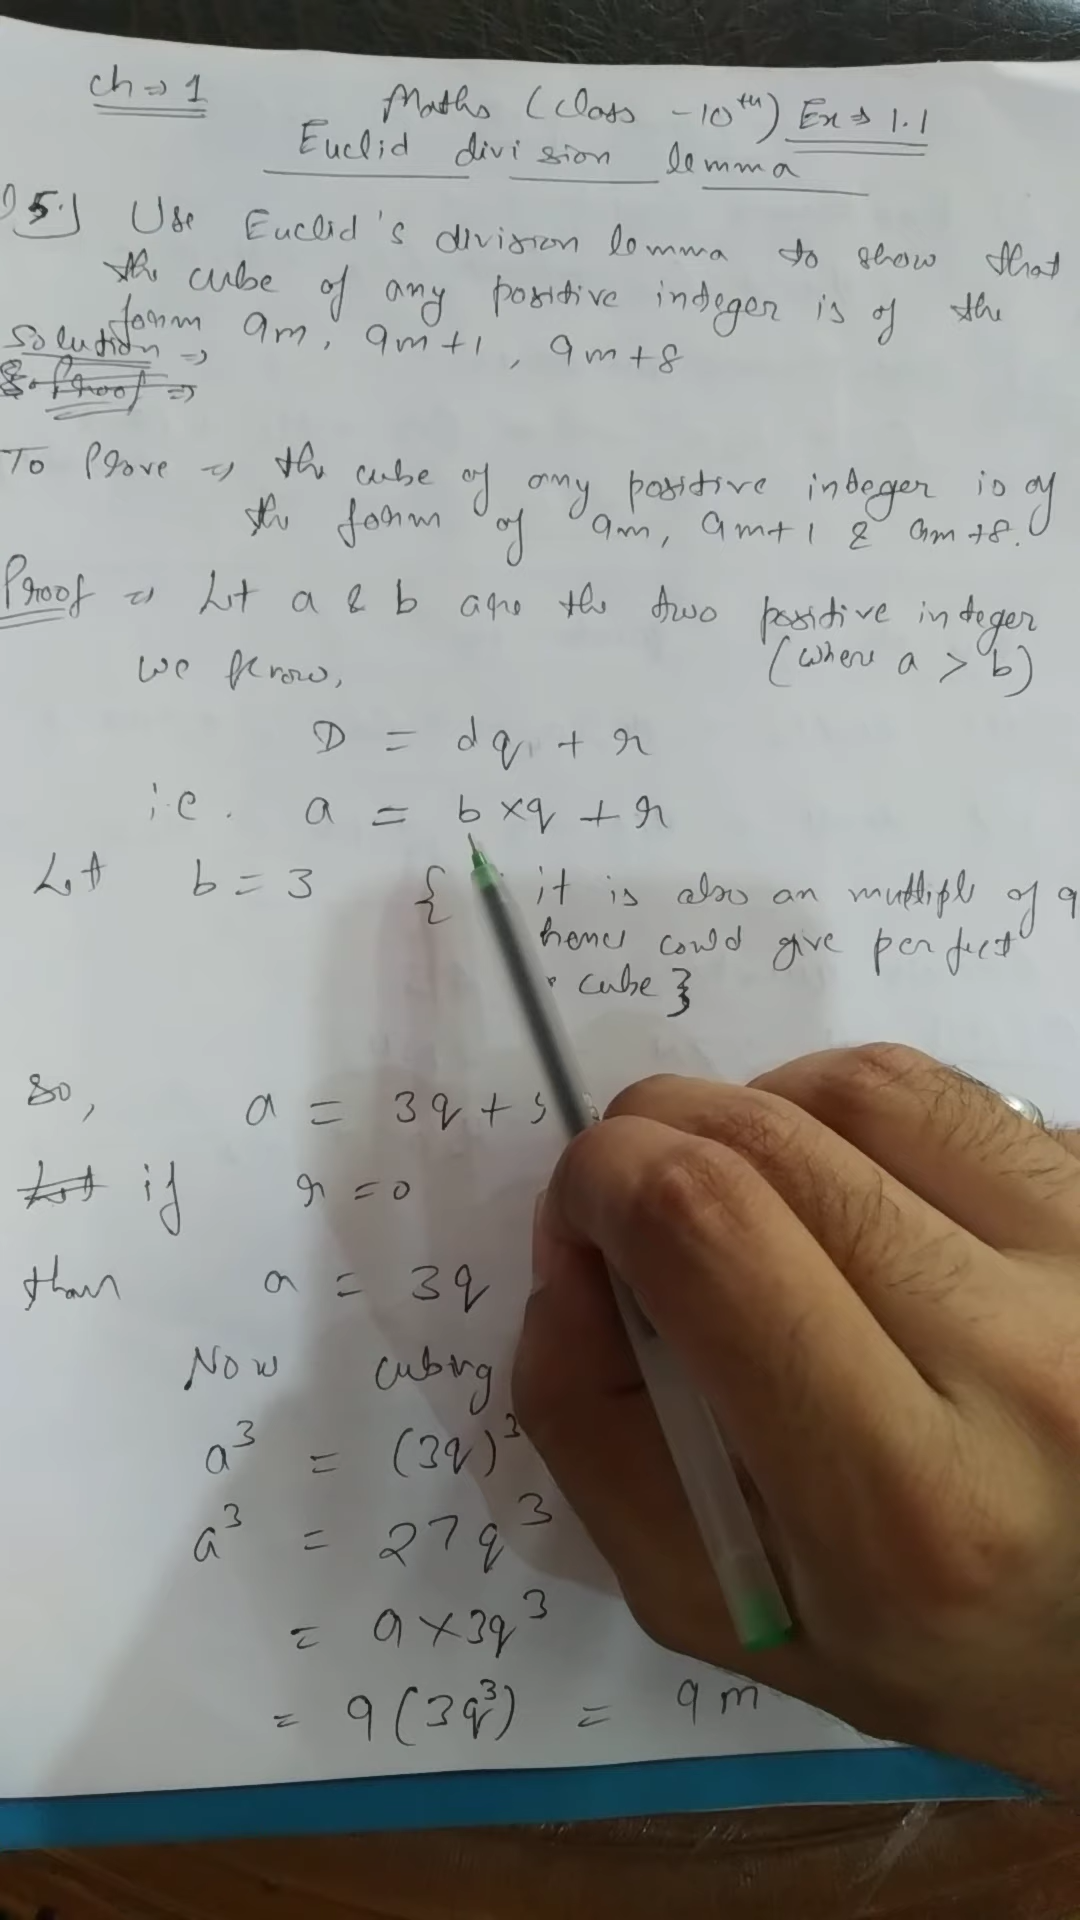 ch ⇒ 1
Maths (Class -10th) Ex ⇒ 1.1
Euclid division lemma
5.) Use Euclid's division lemma to show that
the cube of any positive integer is of the
form 9m, 9m+1, 9m+8
Solution ⇒
Proof ⇒
To Prove ⇒ the cube of any positive integer is of
the form of 9m, 9m+1 & 9m+8.
Proof ⇒ Let a & b are the two positive integer
(where a > b)
we know,
D = dq + r
i.e. a = b×q + r
Let b = 3 { it is also an multiple of 9
hence could give perfect
cube }
So, a = 3q +
Let if r = 0
than a = 3q
Now cubing
a³ = (3q)³
a³ = 27q³
= 9×3q³
= 9(3q³) = 9m